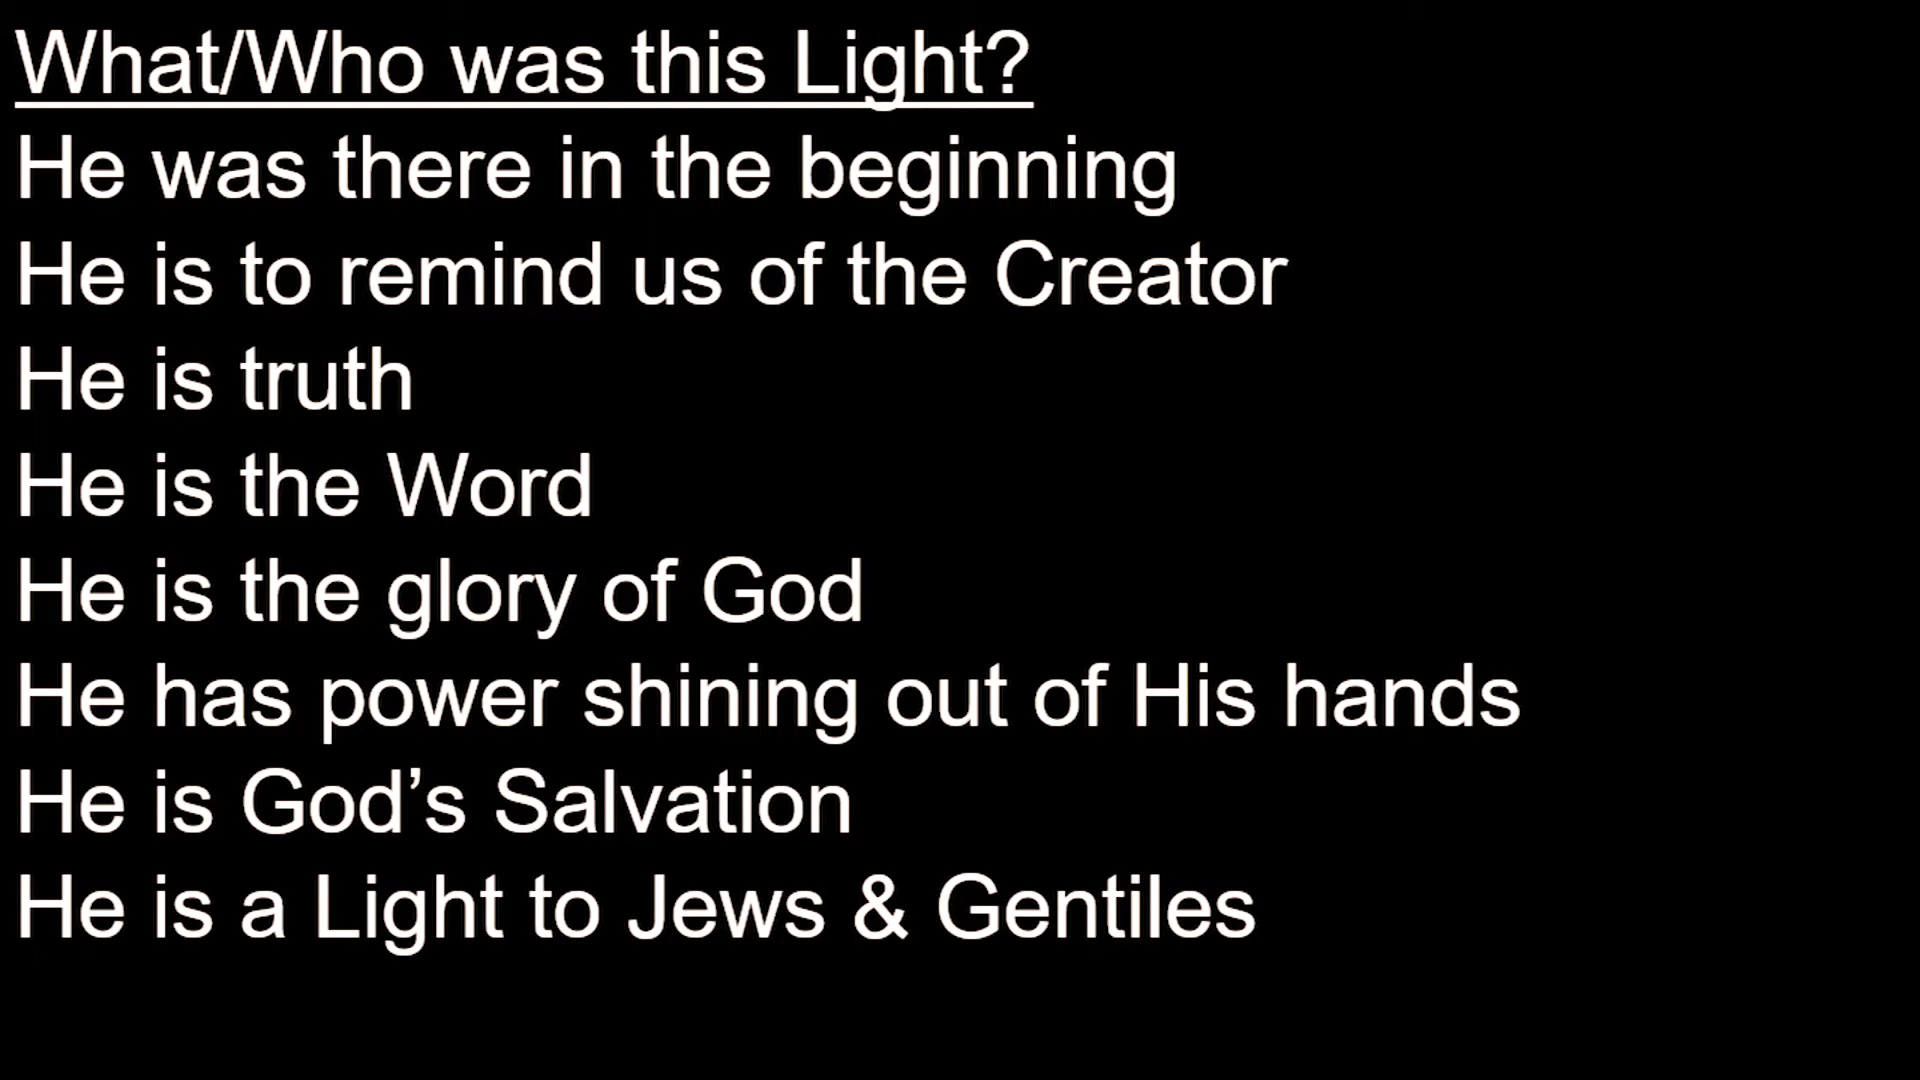 What/Who was this Light?
He was there in the beginning
He is to remind us of the Creator
He is truth
He is the Word
He is the glory of God
He has power shining out of His hands
He is God’s Salvation
He is a Light to Jews & Gentiles